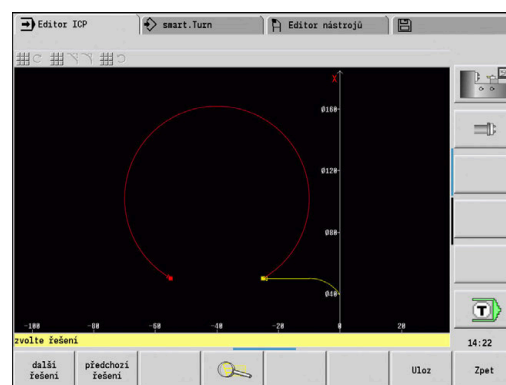 Editor ICP
smart.Turn
Editor nástrojů
X
Ø160
Ø120
Ø80
Ø40
-100 -80 -60 -40 -20 0 20
zvolte řešení
14:22
další řešení
předchozí řešení
Uloz
Zpet
T